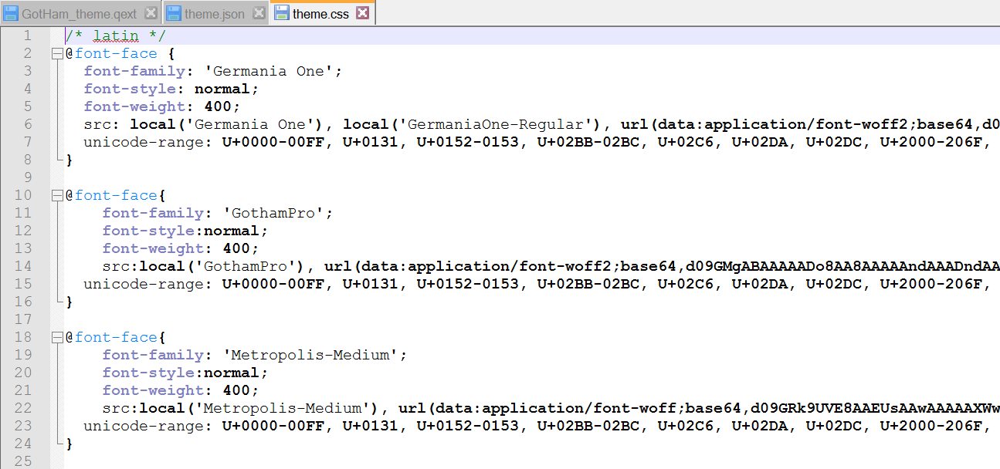 GotHam_theme.qext theme.json theme.css
1 /* latin */
2 @font-face {
3 font-family: 'Germania One';
4 font-style: normal;
5 font-weight: 400;
6 src: local('Germania One'), local('GermaniaOne-Regular'), url(data:application/font-woff2;base64,d0
7 unicode-range: U+0000-00FF, U+0131, U+0152-0153, U+02BB-02BC, U+02C6, U+02DA, U+02DC, U+2000-206F,
8 }
9
10 @font-face{
11 font-family: 'GothamPro';
12 font-style:normal;
13 font-weight: 400;
14 src:local('GothamPro'), url(data:application/font-woff2;base64,d09GMgABAAAAADo8AA8AAAAAndAAADndAA
15 unicode-range: U+0000-00FF, U+0131, U+0152-0153, U+02BB-02BC, U+02C6, U+02DA, U+02DC, U+2000-206F,
16 }
17
18 @font-face{
19 font-family: 'Metropolis-Medium';
20 font-style:normal;
21 font-weight: 400;
22 src:local('Metropolis-Medium'), url(data:application/font-woff;base64,d09GRk9UVE8AAEUsAAwAAAAAXWw
23 unicode-range: U+0000-00FF, U+0131, U+0152-0153, U+02BB-02BC, U+02C6, U+02DA, U+02DC, U+2000-206F,
24 }
25